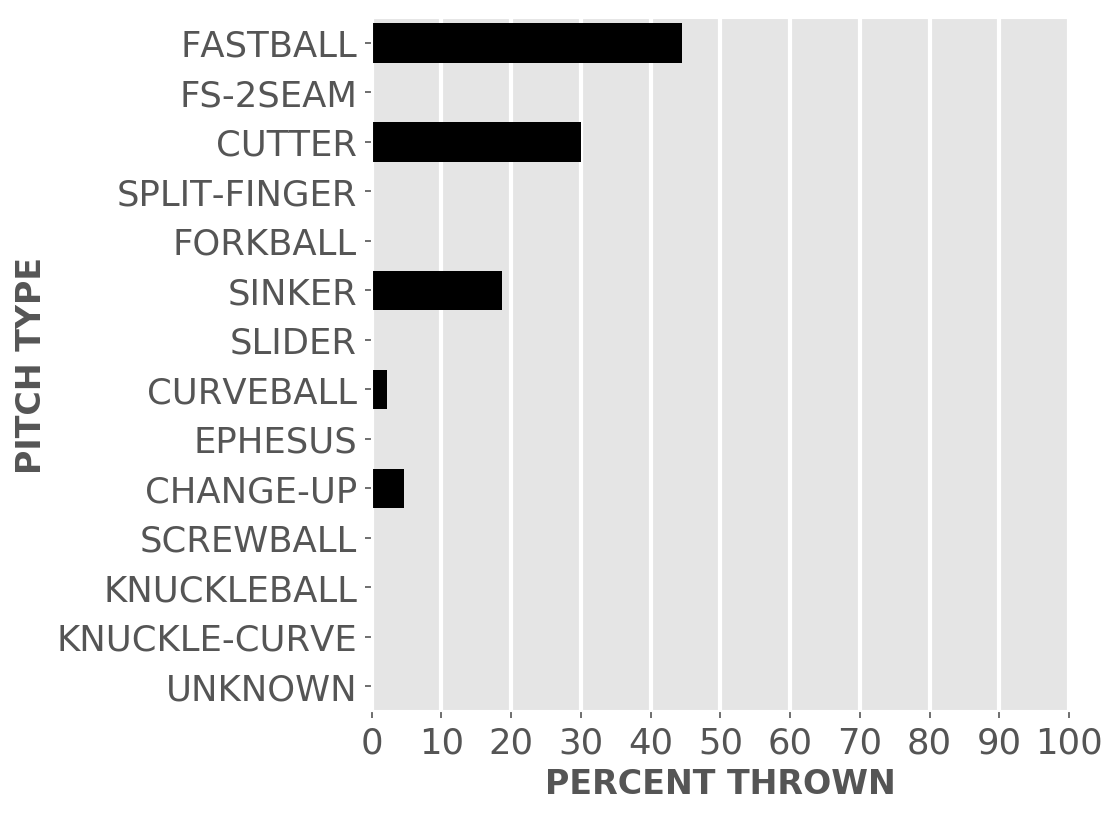 FASTBALL
FS-2SEAM
CUTTER
SPLIT-FINGER
FORKBALL
SINKER
SLIDER
CURVEBALL
EPHESUS
CHANGE-UP
SCREWBALL
KNUCKLEBALL
KNUCKLE-CURVE
UNKNOWN
PITCH TYPE
0 10 20 30 40 50 60 70 80 90 100
PERCENT THROWN